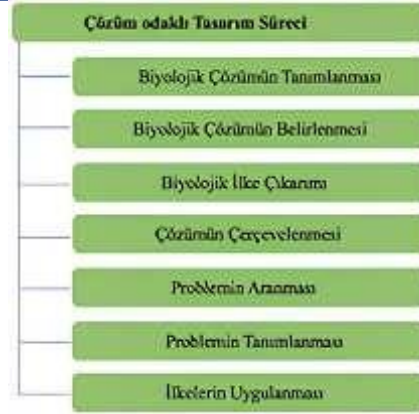 Çözüm odaklı Tasarım Süreci
Biyolojik Çözümün Tanımlanması
Biyolojik Çözümün Belirlenmesi
Biyolojik İlke Çıkarımı
Çözümün Çerçevelenmesi
Problemin Aranması
Problemin Tanımlanması
İlkelerin Uygulanması